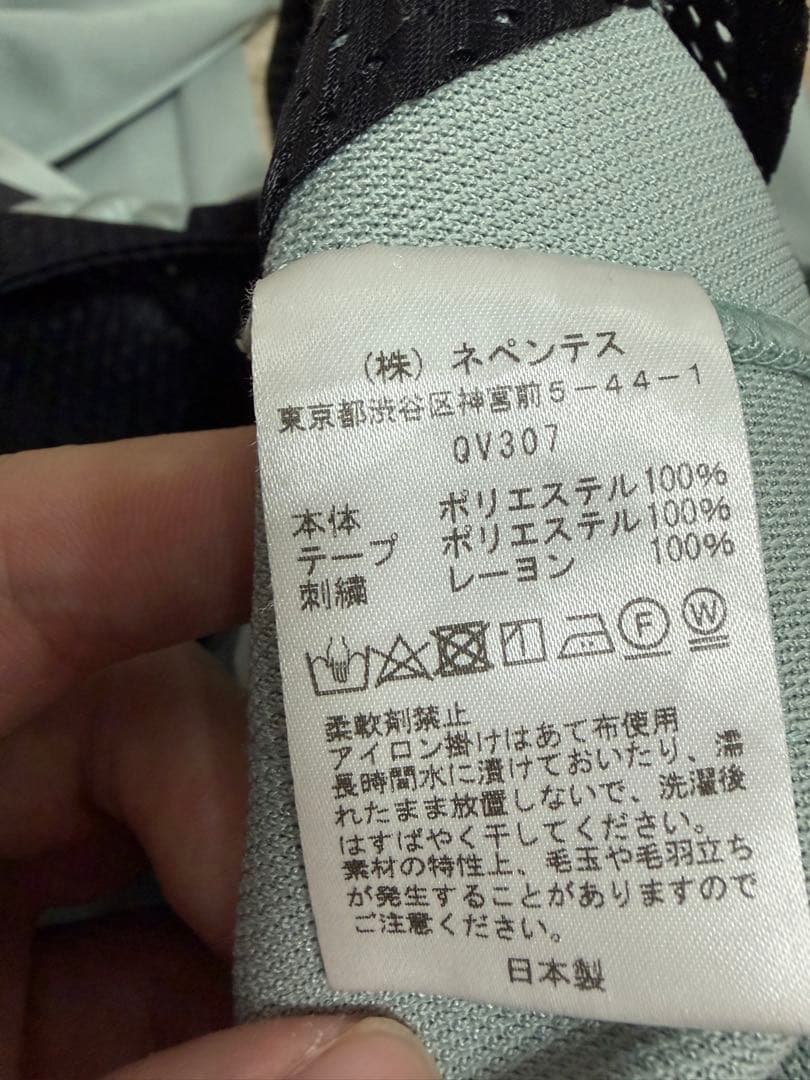 (株) ネペンテス
東京都渋谷区神宮前5-44-1
QV307
本体 ポリエステル100%
テープ ポリエステル100%
刺繍 レーヨン 100%
F W
柔軟剤禁止
アイロン掛けはあて布使用
長時間水に漬けておいたり、濡
れたまま放置しないで、洗濯後
はすばやく干してください。
素材の特性上、毛玉や毛羽立ち
が発生することがありますので
ご注意ください。
日本製